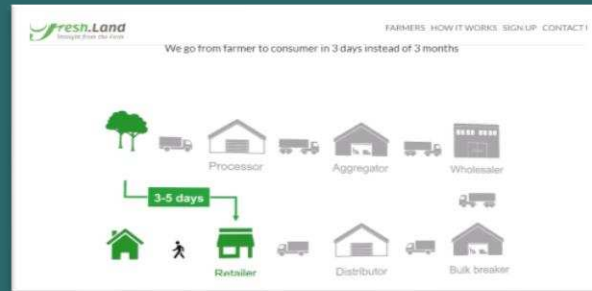 Fresh.Land
Straight from the Farm
FARMERS HOW IT WORKS SIGN UP CONTACT
We go from farmer to consumer in 3 days instead of 3 months
Processor
Aggregator
Wholesaler
3-5 days
Retailer
Distributor
Bulk breaker